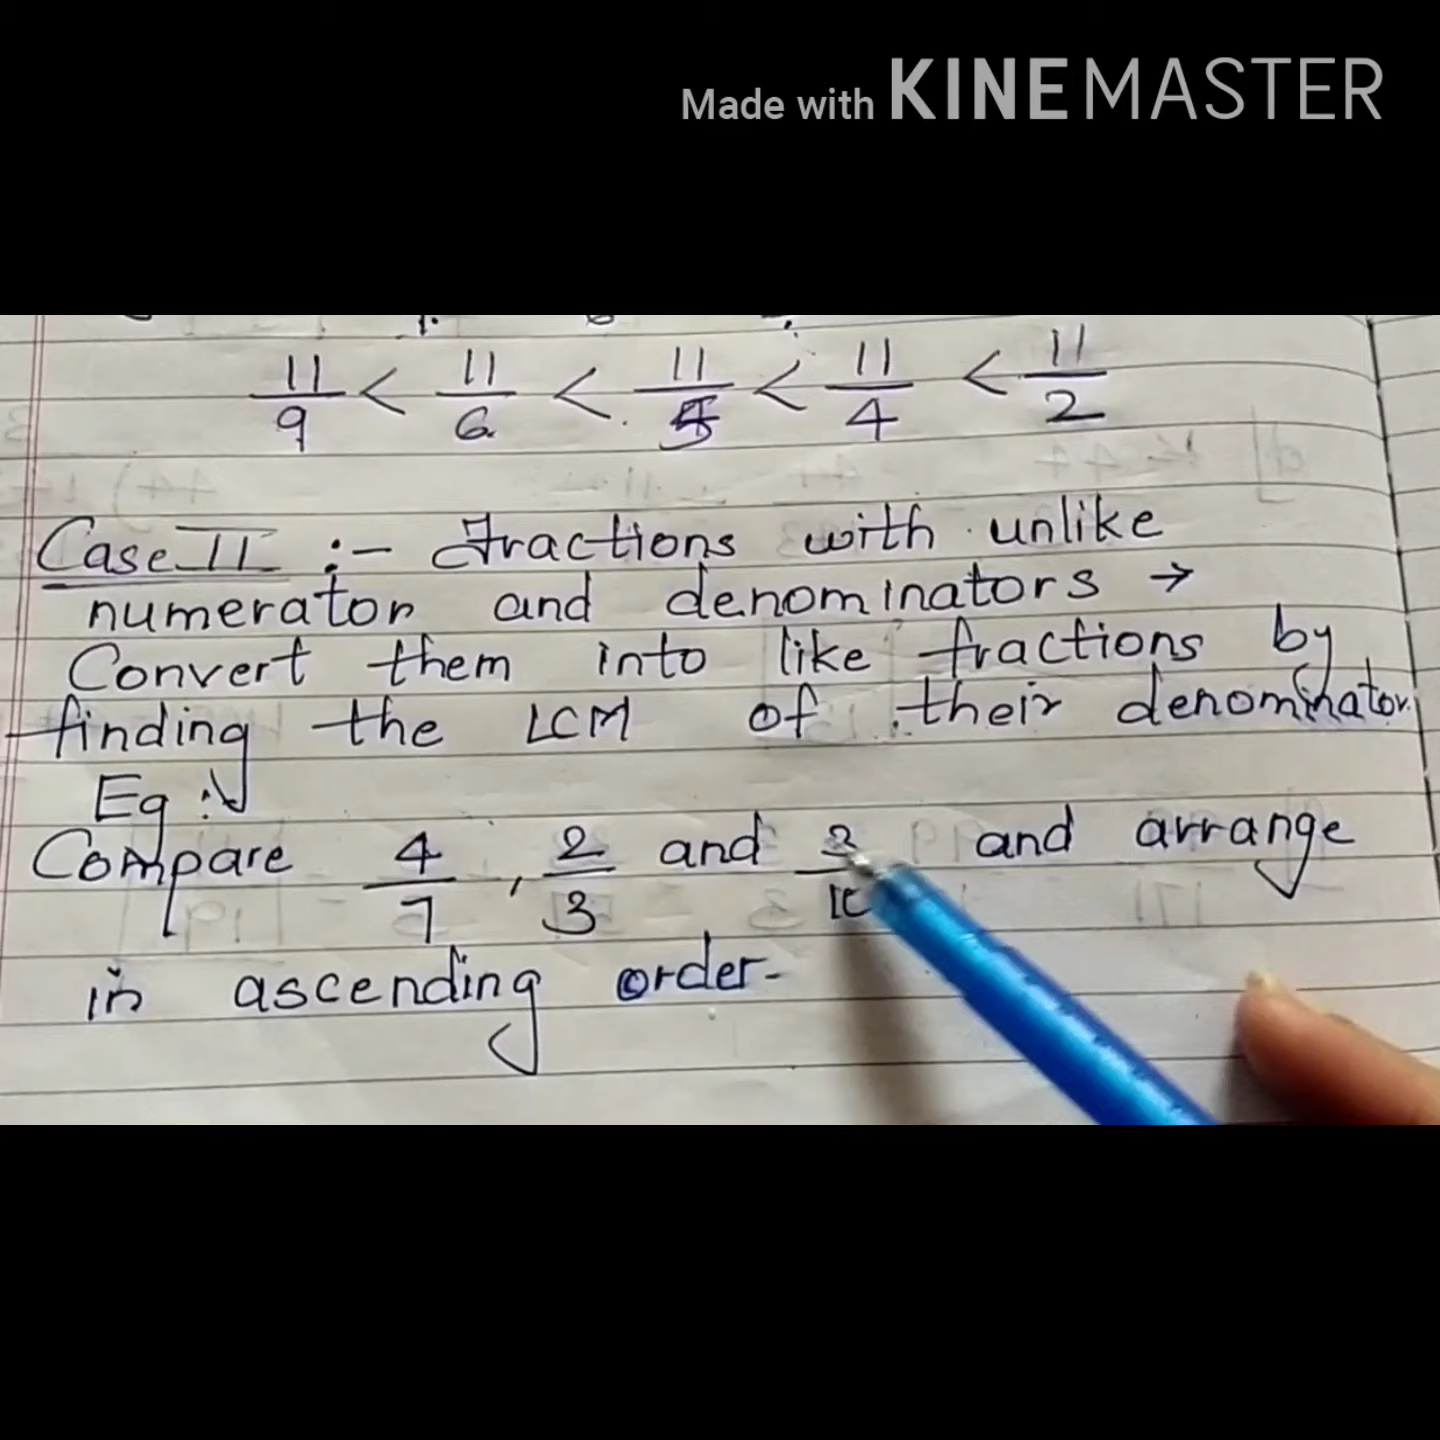 Made with KINEMASTER
11/9 < 11/6 < 11/5 < 11/4 < 11/2
Case II :- Fractions with unlike
numerator and denominators →
Convert them into like fractions by
finding the LCM of their denominator.
Eg :
Compare 4/7 , 2/3 and and arrange
in ascending order-